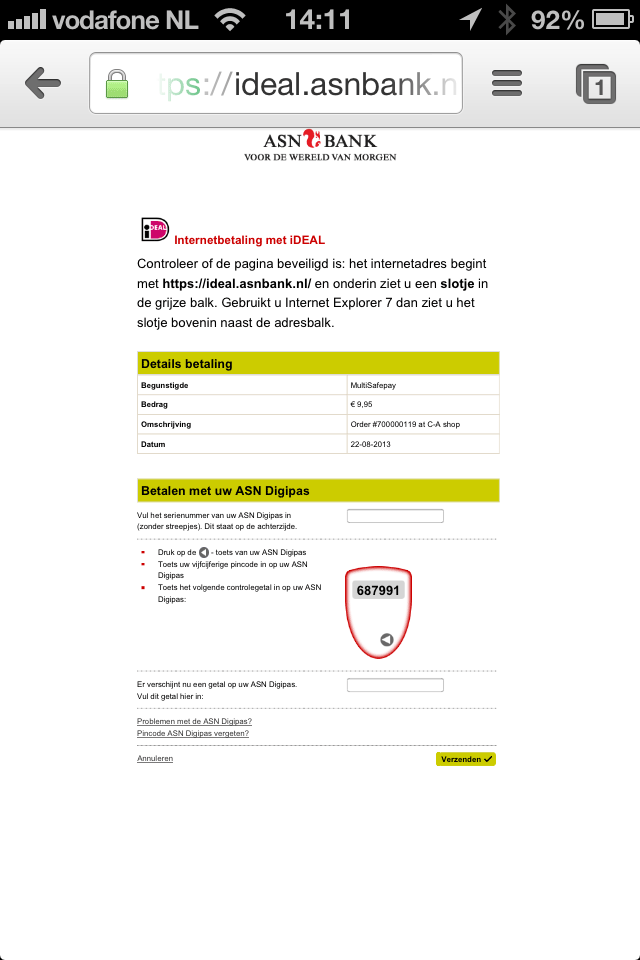 vodafone NL 14:11 92%
tps://ideal.asnbank.n 1
ASN BANK
VOOR DE WERELD VAN MORGEN
iDEAL Internetbetaling met iDEAL
Controleer of de pagina beveiligd is: het internetadres begint
met https://ideal.asnbank.nl/ en onderin ziet u een slotje in
de grijze balk. Gebruikt u Internet Explorer 7 dan ziet u het
slotje bovenin naast de adresbalk.
Details betaling
Begunstigde MultiSafepay
Bedrag € 9,95
Omschrijving Order #700000119 at C-A shop
Datum 22-08-2013
Betalen met uw ASN Digipas
Vul het serienummer van uw ASN Digipas in
(zonder streepjes). Dit staat op de achterzijde.
Druk op de - toets van uw ASN Digipas
Toets uw vijfcijferige pincode in op uw ASN
Digipas
Toets het volgende controlegetal in op uw ASN
Digipas:
687991
Er verschijnt nu een getal op uw ASN Digipas.
Vul dit getal hier in:
Problemen met de ASN Digipas?
Pincode ASN Digipas vergeten?
Annuleren Verzenden